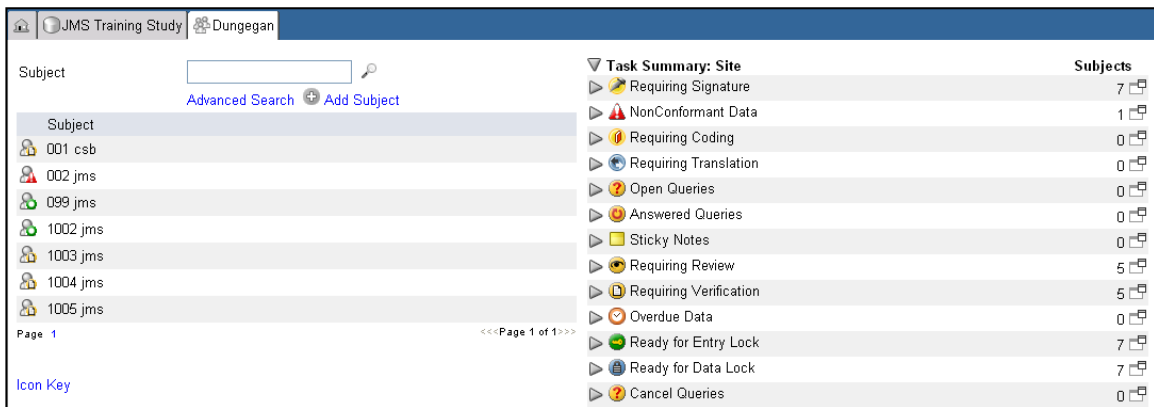 JMS Training Study Dungegan
Subject
Advanced Search Add Subject
Subject
001 csb
002 jms
099 jms
1002 jms
1003 jms
1004 jms
1005 jms
Page 1 <<<Page 1 of 1>>>
Icon Key
Task Summary: Site Subjects
Requiring Signature 7
NonConformant Data 1
Requiring Coding 0
Requiring Translation 0
Open Queries 0
Answered Queries 0
Sticky Notes 0
Requiring Review 5
Requiring Verification 5
Overdue Data 0
Ready for Entry Lock 7
Ready for Data Lock 7
Cancel Queries 0